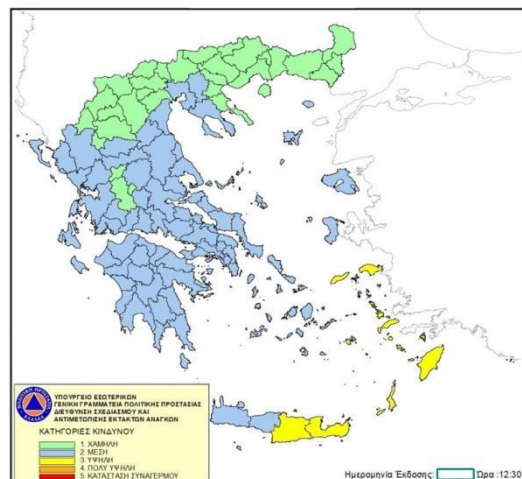 ΥΠΟΥΡΓΕΙΟ ΕΣΩΤΕΡΙΚΩΝ
ΓΕΝΙΚΗ ΓΡΑΜΜΑΤΕΙΑ ΠΟΛΙΤΙΚΗΣ ΠΡΟΣΤΑΣΙΑΣ
ΔΙΕΥΘΥΝΣΗ ΣΧΕΔΙΑΣΜΟΥ ΚΑΙ
ΑΝΤΙΜΕΤΩΠΙΣΗΣ ΕΚΤΑΚΤΩΝ ΑΝΑΓΚΩΝ
ΚΑΤΗΓΟΡΙΕΣ ΚΙΝΔΥΝΟΥ
1. ΧΑΜΗΛΗ
2. ΜΕΣΗ
3. ΥΨΗΛΗ
4. ΠΟΛΥ ΥΨΗΛΗ
5. ΚΑΤΑΣΤΑΣΗ ΣΥΝΑΓΕΡΜΟΥ
Ημερομηνία Έκδοσης: Ώρα :12:30